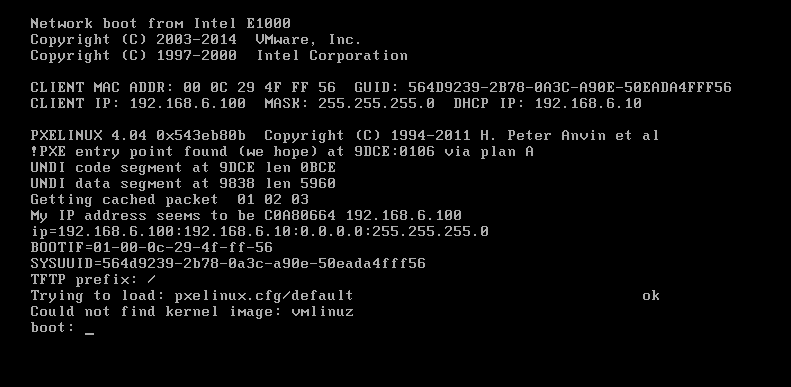 Network boot from Intel E1000
Copyright (C) 2003-2014  VMware, Inc.
Copyright (C) 1997-2000  Intel Corporation
CLIENT MAC ADDR: 00 0C 29 4F FF 56  GUID: 564D9239-2B78-0A3C-A90E-50EADA4FFF56
CLIENT IP: 192.168.6.100  MASK: 255.255.255.0  DHCP IP: 192.168.6.10
PXELINUX 4.04 0x543eb80b  Copyright (C) 1994-2011 H. Peter Anvin et al
!PXE entry point found (we hope) at 9DCE:0106 via plan A
UNDI code segment at 9DCE len 0BCE
UNDI data segment at 9838 len 5960
Getting cached packet  01 02 03
My IP address seems to be C0A80664 192.168.6.100
ip=192.168.6.100:192.168.6.10:0.0.0.0:255.255.255.0
BOOTIF=01-00-0c-29-4f-ff-56
SYSUUID=564d9239-2b78-0a3c-a90e-50eada4fff56
TFTP prefix: /
Trying to load: pxelinux.cfg/default                                ok
Could not find kernel image: vmlinuz
boot: _